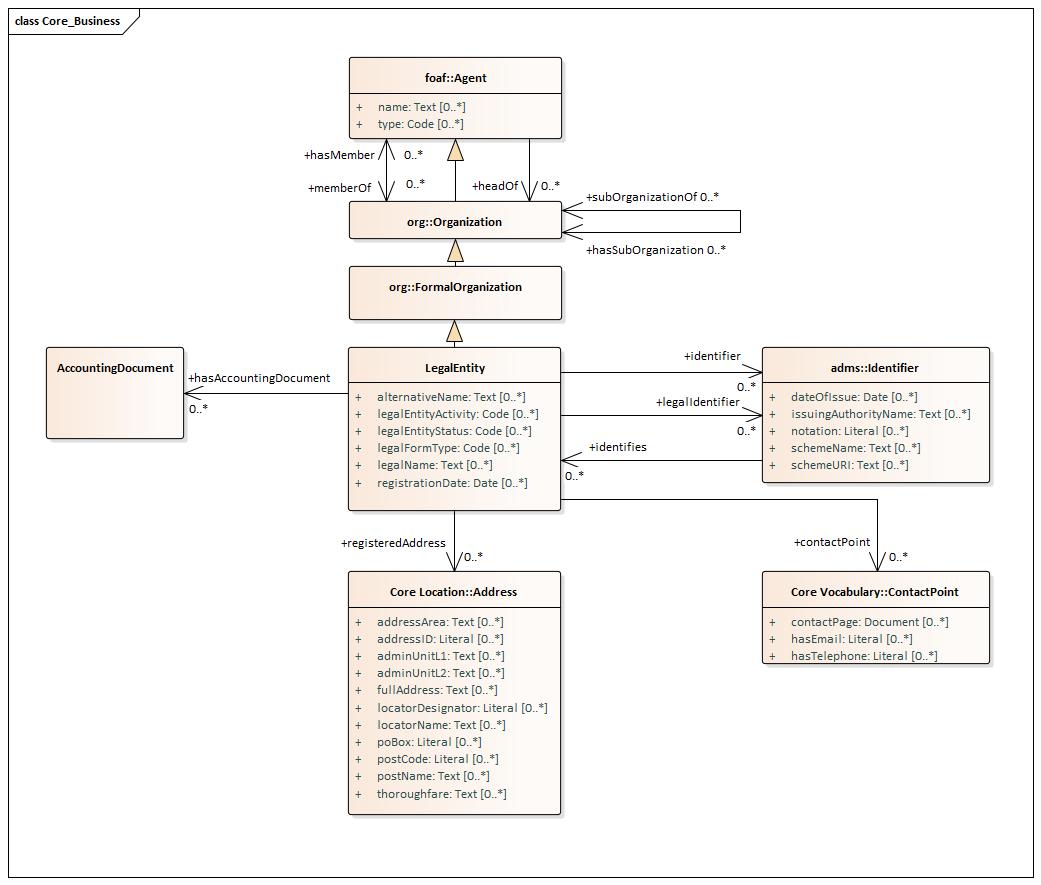 class Core_Business
foaf::Agent
+ name: Text [0..*]
+ type: Code [0..*]
+hasMember 0..*
+memberOf 0..*
+headOf 0..*
org::Organization
+subOrganizationOf 0..*
+hasSubOrganization 0..*
org::FormalOrganization
AccountingDocument
+hasAccountingDocument
0..*
LegalEntity
+ alternativeName: Text [0..*]
+ legalEntityActivity: Code [0..*]
+ legalEntityStatus: Code [0..*]
+ legalFormType: Code [0..*]
+ legalName: Text [0..*]
+ registrationDate: Date [0..*]
+identifier
0..*
+legalIdentifier
0..*
+identifies
0..*
adms::Identifier
+ dateOfIssue: Date [0..*]
+ issuingAuthorityName: Text [0..*]
+ notation: Literal [0..*]
+ schemeName: Text [0..*]
+ schemeURI: Text [0..*]
+registeredAddress
0..*
+contactPoint
0..*
Core Location::Address
+ addressArea: Text [0..*]
+ addressID: Literal [0..*]
+ adminUnitL1: Text [0..*]
+ adminUnitL2: Text [0..*]
+ fullAddress: Text [0..*]
+ locatorDesignator: Literal [0..*]
+ locatorName: Text [0..*]
+ poBox: Literal [0..*]
+ postCode: Literal [0..*]
+ postName: Text [0..*]
+ thoroughfare: Text [0..*]
Core Vocabulary::ContactPoint
+ contactPage: Document [0..*]
+ hasEmail: Literal [0..*]
+ hasTelephone: Literal [0..*]